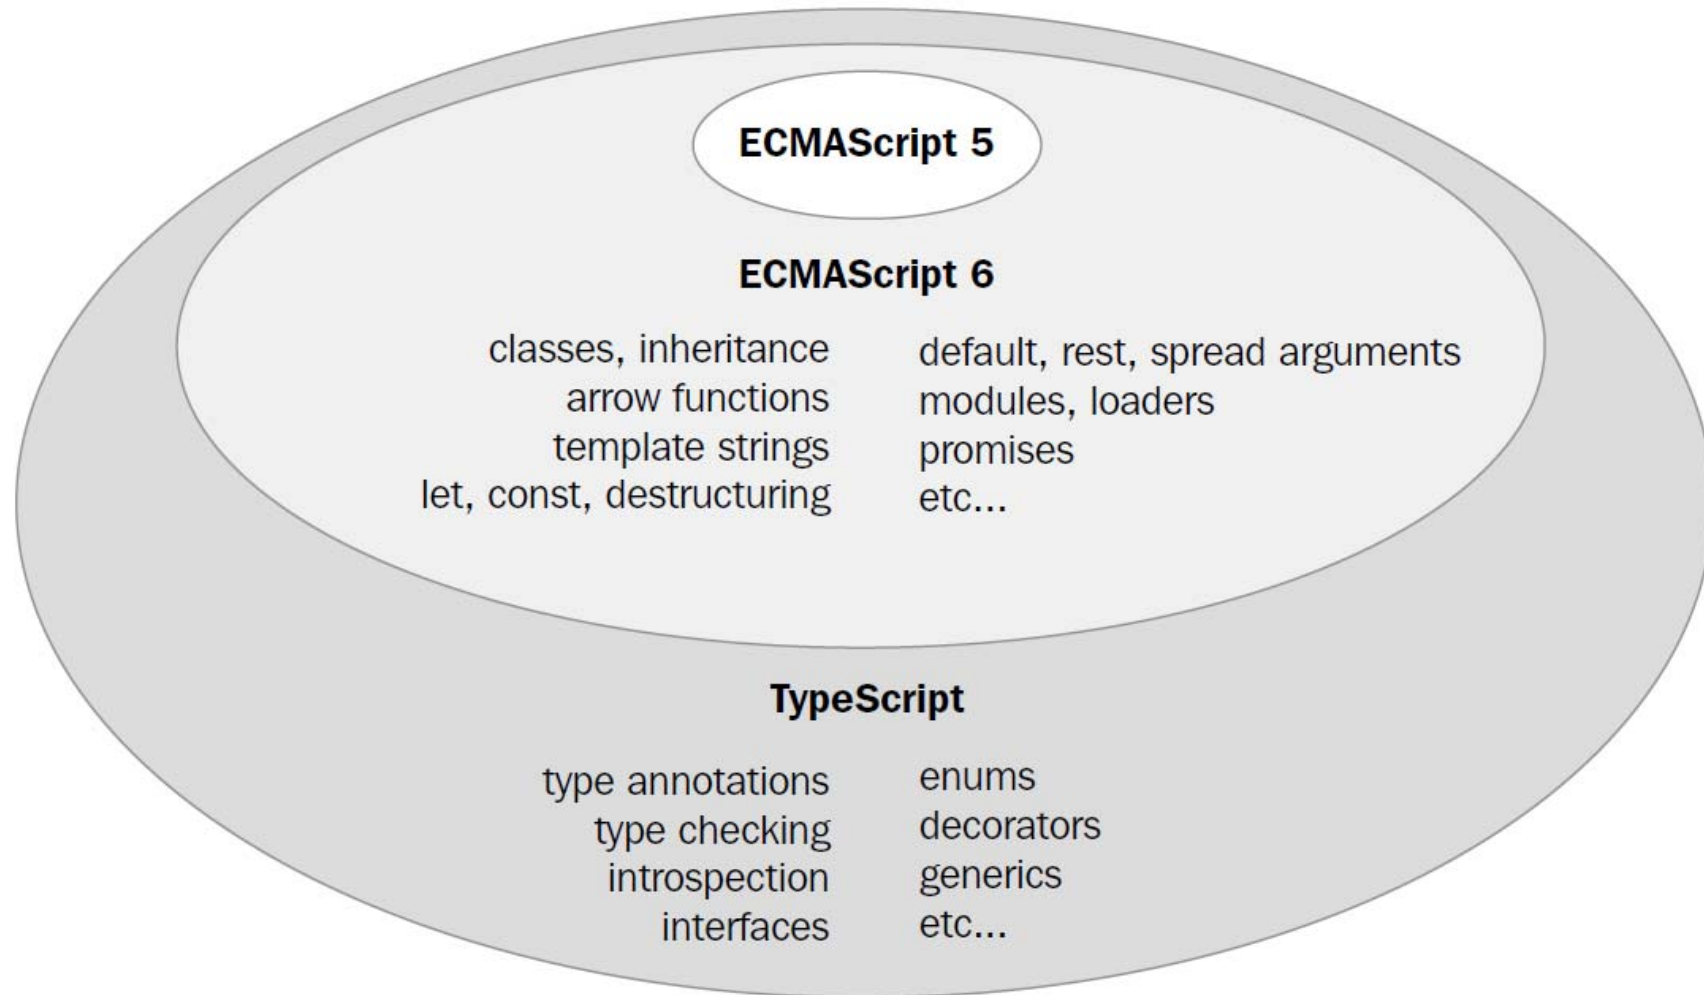 ECMAScript 5
ECMAScript 6
classes, inheritance
arrow functions
template strings
let, const, destructuring
default, rest, spread arguments
modules, loaders
promises
etc...
TypeScript
type annotations
type checking
introspection
interfaces
enums
decorators
generics
etc...